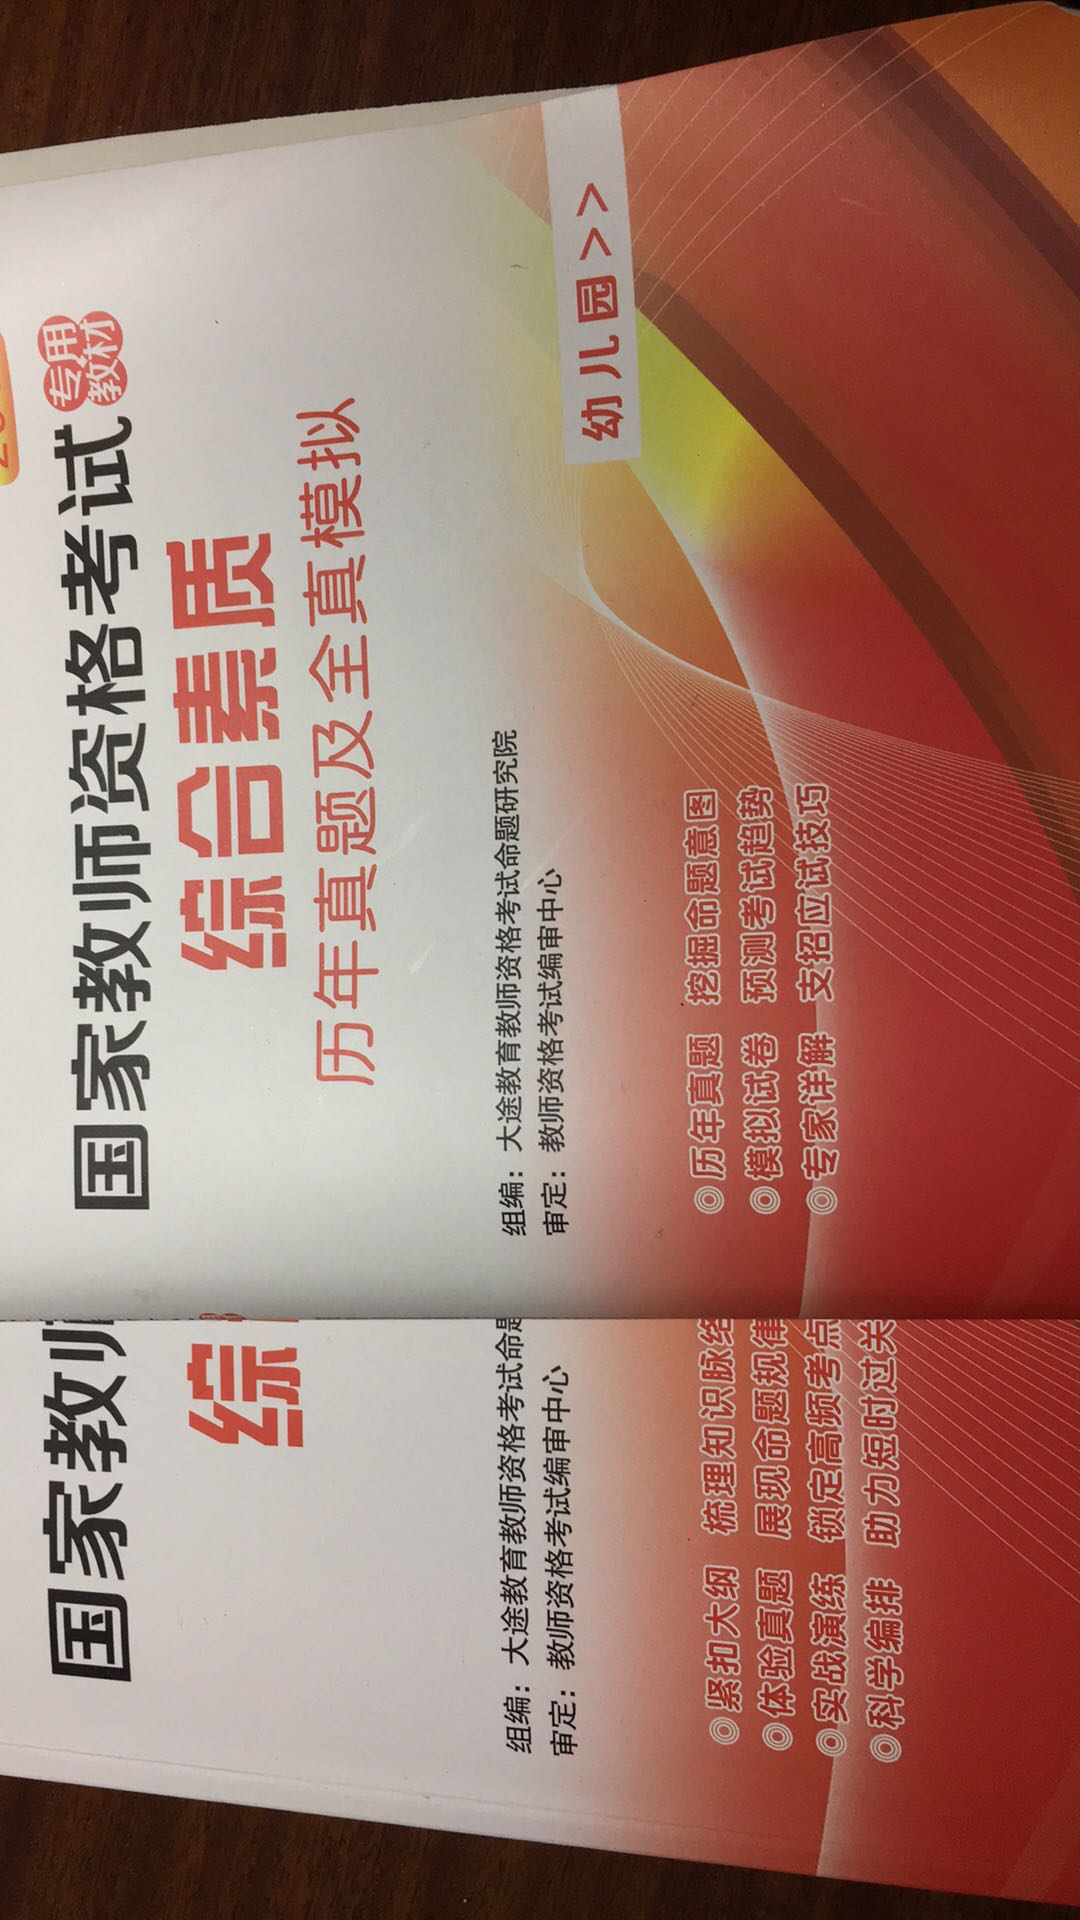 国家教师资格考试
专用
教材
综合素质
历年真题及全真模拟
幼儿园>>
组编：大途教育教师资格考试命题研究院
审定：教师资格考试编审中心
◎历年真题 挖掘命题意图
◎模拟试卷 预测考试趋势
◎专家详解 支招应试技巧
国家教师
综
组编：大途教育教师资格考试命题
审定：教师资格考试编审中心
◎紧扣大纲 梳理知识脉络
◎体验真题 展现命题规律
◎实战演练 锁定高频考点
◎科学编排 助力短时过关